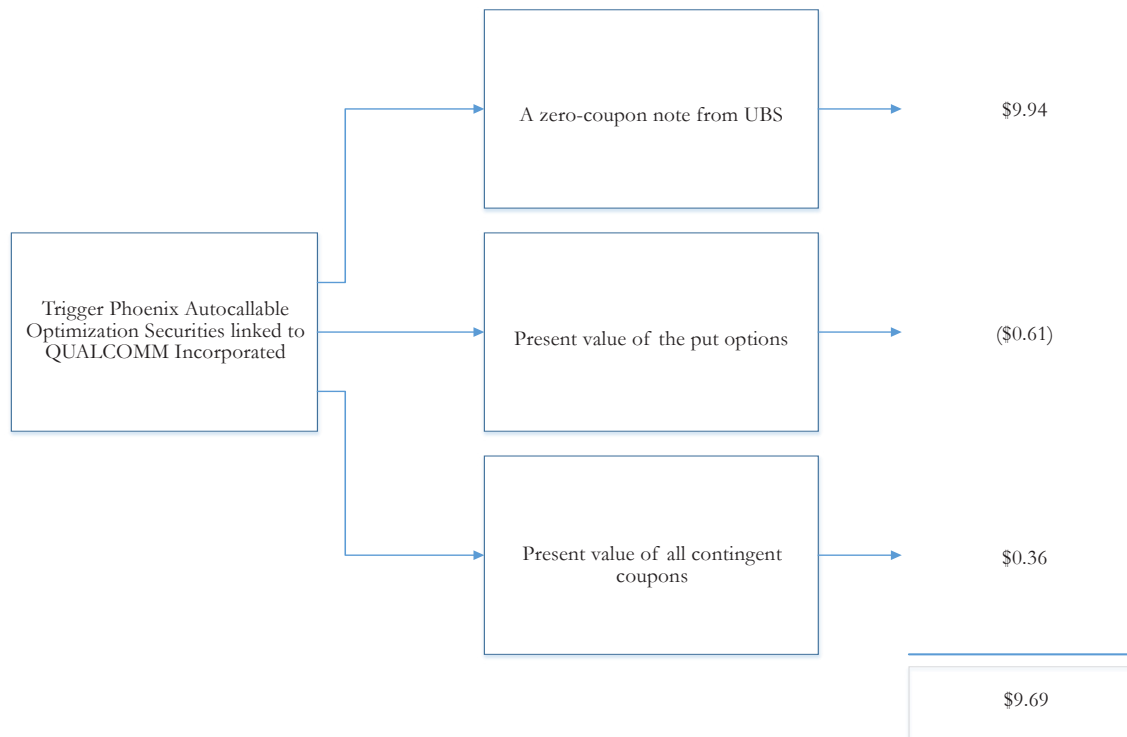 A zero-coupon note from UBS
$9.94
Trigger Phoenix Autocallable
Optimization Securities linked to
QUALCOMM Incorporated
Present value of the put options
($0.61)
Present value of all contingent
coupons
$0.36
$9.69